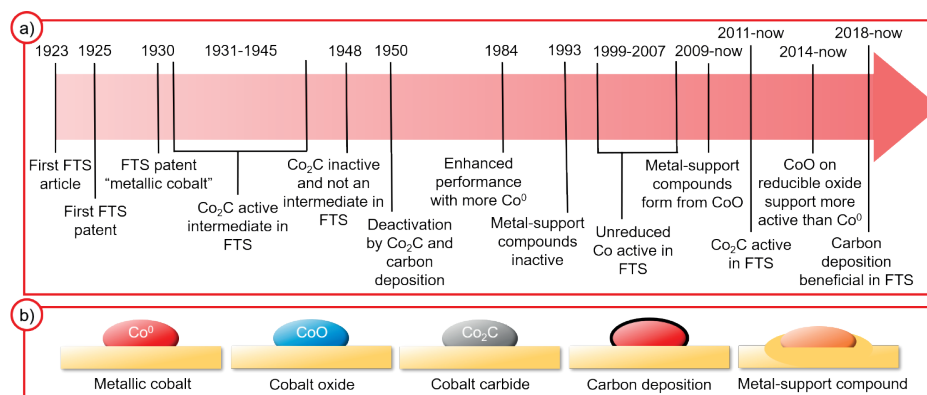 a)
1923
1925
1930
1931-1945
1948
1950
1984
1993
1999-2007
2009-now
2011-now
2014-now
2018-now
First FTS
article
First FTS
patent
FTS patent
“metallic cobalt”
Co₂C active
intermediate in
FTS
Co₂C inactive
and not an
intermediate in
FTS
Deactivation
by Co₂C and
carbon
deposition
Enhanced
performance
with more Co⁰
Metal-support
compounds
inactive
Unreduced
Co active in
FTS
Metal-support
compounds
form from CoO
Co₂C active
in FTS
CoO on
reducible oxide
support more
active than Co⁰
Carbon
deposition
beneficial in FTS
b)
Co⁰
Metallic cobalt
CoO
Cobalt oxide
Co₂C
Cobalt carbide
Carbon deposition
Metal-support compound